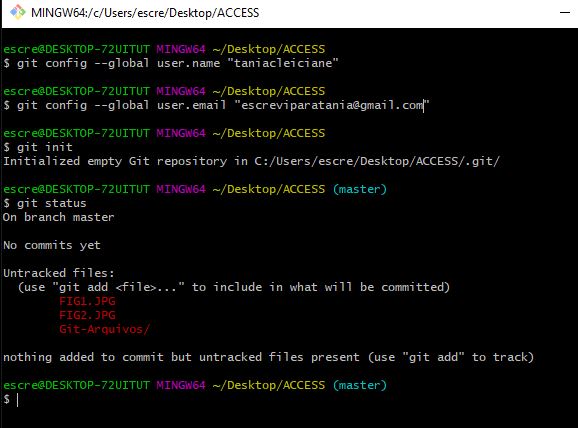 MINGW64:/c/Users/escre/Desktop/ACCESS
escre@DESKTOP-72UITUT MINGW64 ~/Desktop/ACCESS
$ git config --global user.name "taniacleiciane"
escre@DESKTOP-72UITUT MINGW64 ~/Desktop/ACCESS
$ git config --global user.email "escreviparatania@gmail.com"
escre@DESKTOP-72UITUT MINGW64 ~/Desktop/ACCESS
$ git init
Initialized empty Git repository in C:/Users/escre/Desktop/ACCESS/.git/
escre@DESKTOP-72UITUT MINGW64 ~/Desktop/ACCESS (master)
$ git status
On branch master
No commits yet
Untracked files:
(use "git add <file>..." to include in what will be committed)
FIG1.JPG
FIG2.JPG
Git-Arquivos/
nothing added to commit but untracked files present (use "git add" to track)
escre@DESKTOP-72UITUT MINGW64 ~/Desktop/ACCESS (master)
$